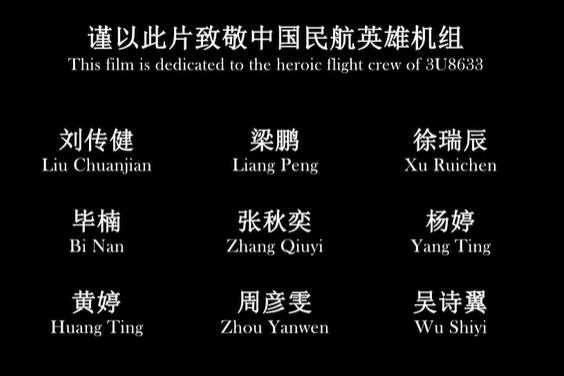 谨以此片致敬中国民航英雄机组
This film is dedicated to the heroic flight crew of 3U8633
刘传健 梁鹏 徐瑞辰
Liu Chuanjian Liang Peng Xu Ruichen
毕楠 张秋奕 杨婷
Bi Nan Zhang Qiuyi Yang Ting
黄婷 周彦雯 吴诗翼
Huang Ting Zhou Yanwen Wu Shiyi